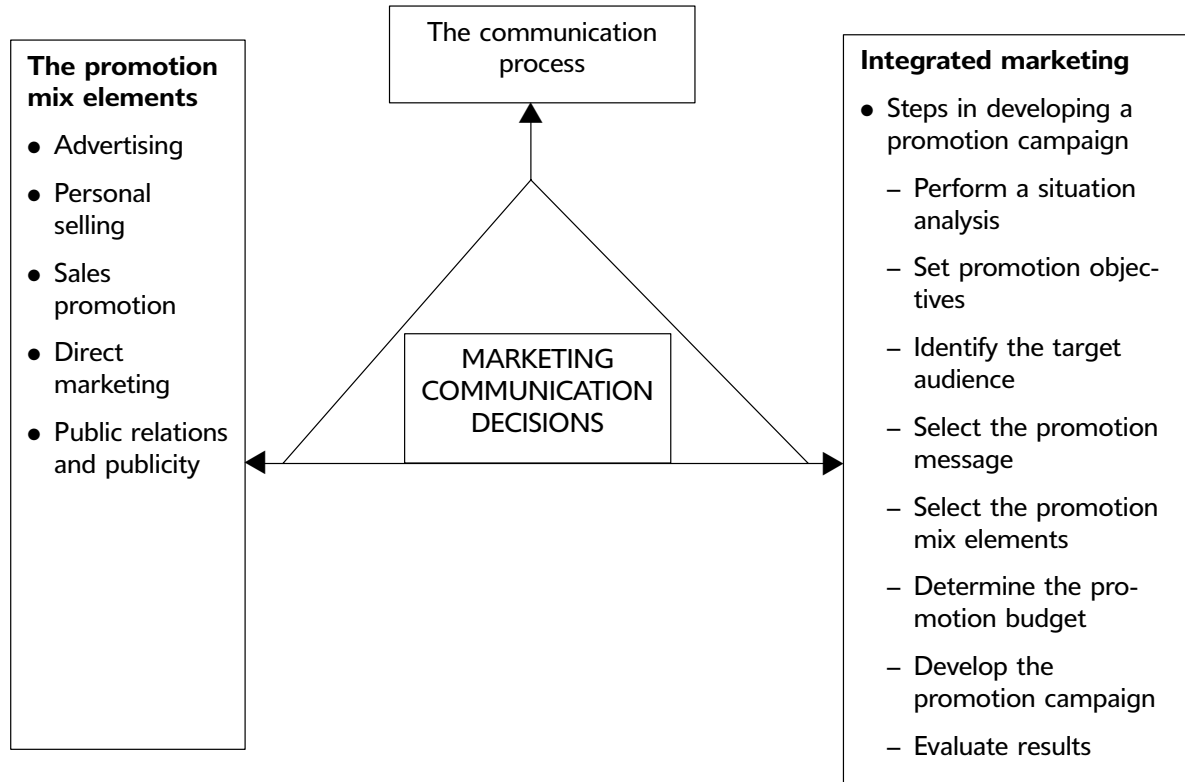 The communication
process
The promotion
mix elements
● Advertising
● Personal
selling
● Sales
promotion
● Direct
marketing
● Public relations
and publicity
MARKETING
COMMUNICATION
DECISIONS
Integrated marketing
● Steps in developing a
promotion campaign
– Perform a situation
analysis
– Set promotion objec-
tives
– Identify the target
audience
– Select the promotion
message
– Select the promotion
mix elements
– Determine the pro-
motion budget
– Develop the
promotion campaign
– Evaluate results